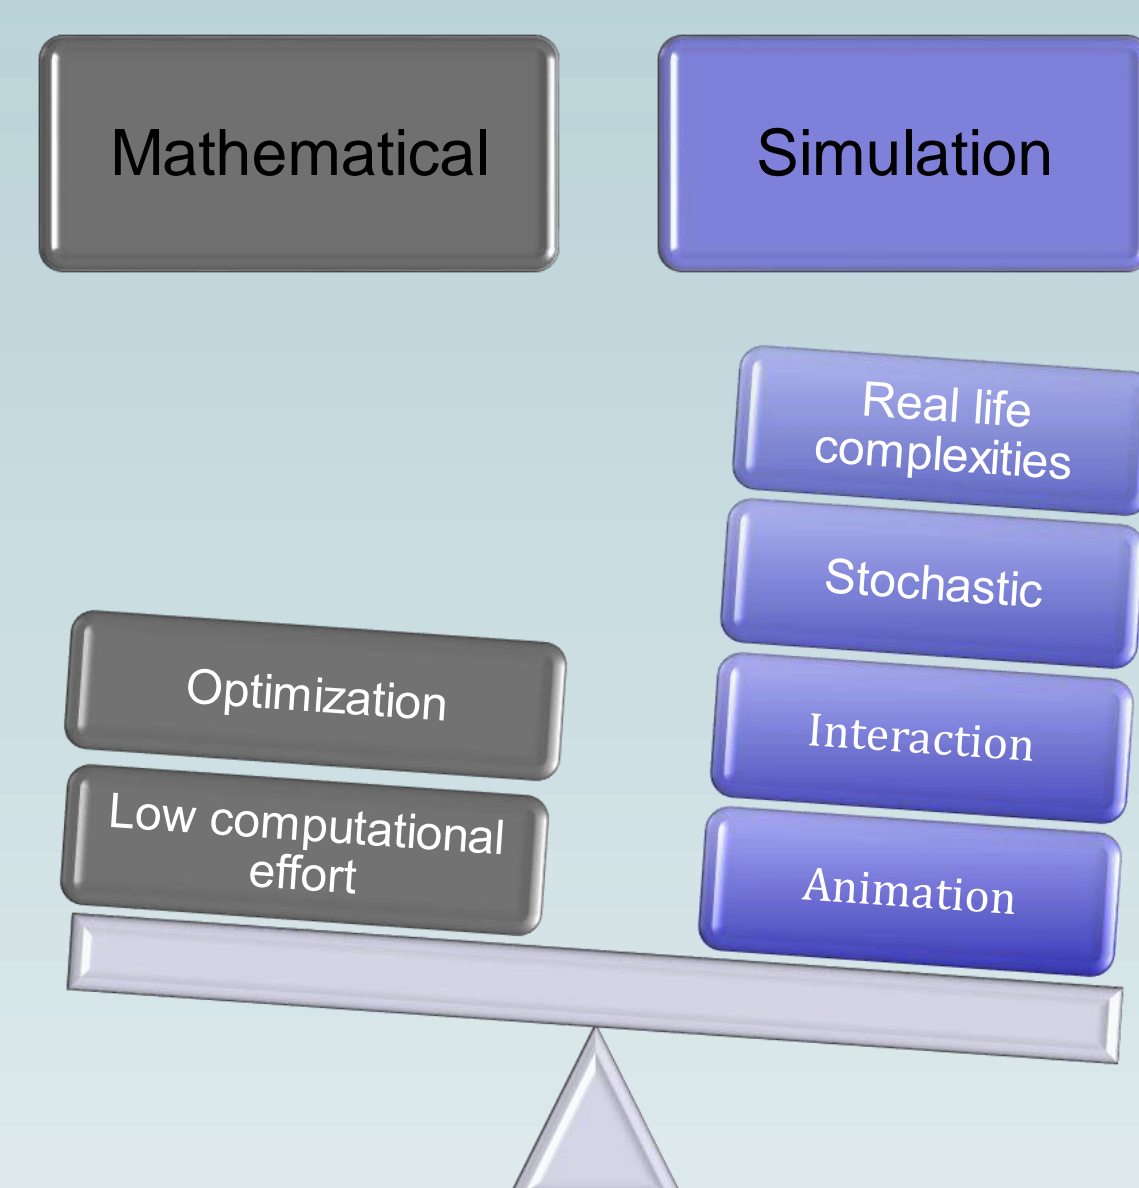 Mathematical
Simulation
Real life
complexities
Stochastic
Interaction
Animation
Optimization
Low computational
effort